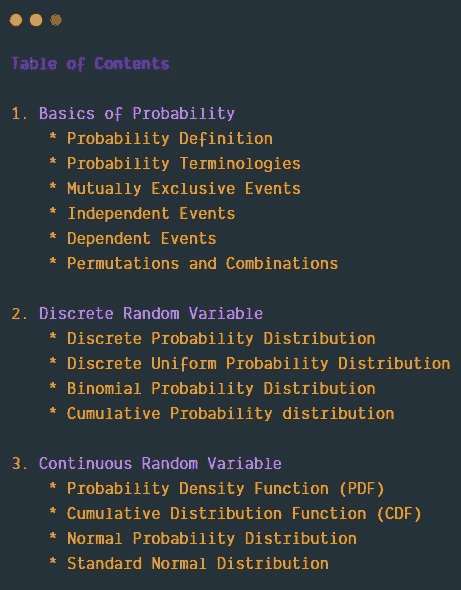 Table of Contents
1. Basics of Probability
* Probability Definition
* Probability Terminologies
* Mutually Exclusive Events
* Independent Events
* Dependent Events
* Permutations and Combinations
2. Discrete Random Variable
* Discrete Probability Distribution
* Discrete Uniform Probability Distribution
* Binomial Probability Distribution
* Cumulative Probability distribution
3. Continuous Random Variable
* Probability Density Function (PDF)
* Cumulative Distribution Function (CDF)
* Normal Probability Distribution
* Standard Normal Distribution